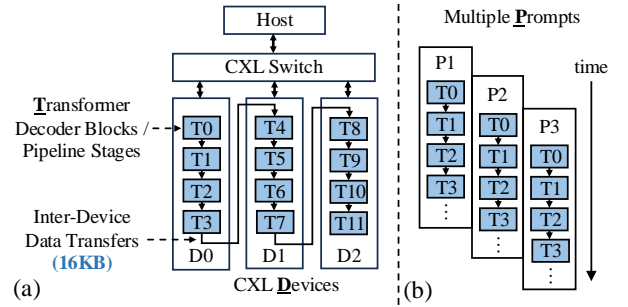 Host
CXL Switch
Transformer
Decoder Blocks /
Pipeline Stages
Inter-Device
Data Transfers
(16KB)
T0
T1
T2
T3
D0
T4
T5
T6
T7
D1
T8
T9
T10
T11
D2
CXL Devices
(a)
Multiple Prompts
P1
T0
T1
T2
T3
⋮
P2
T0
T1
T2
T3
⋮
P3
T0
T1
T2
T3
⋮
time
(b)